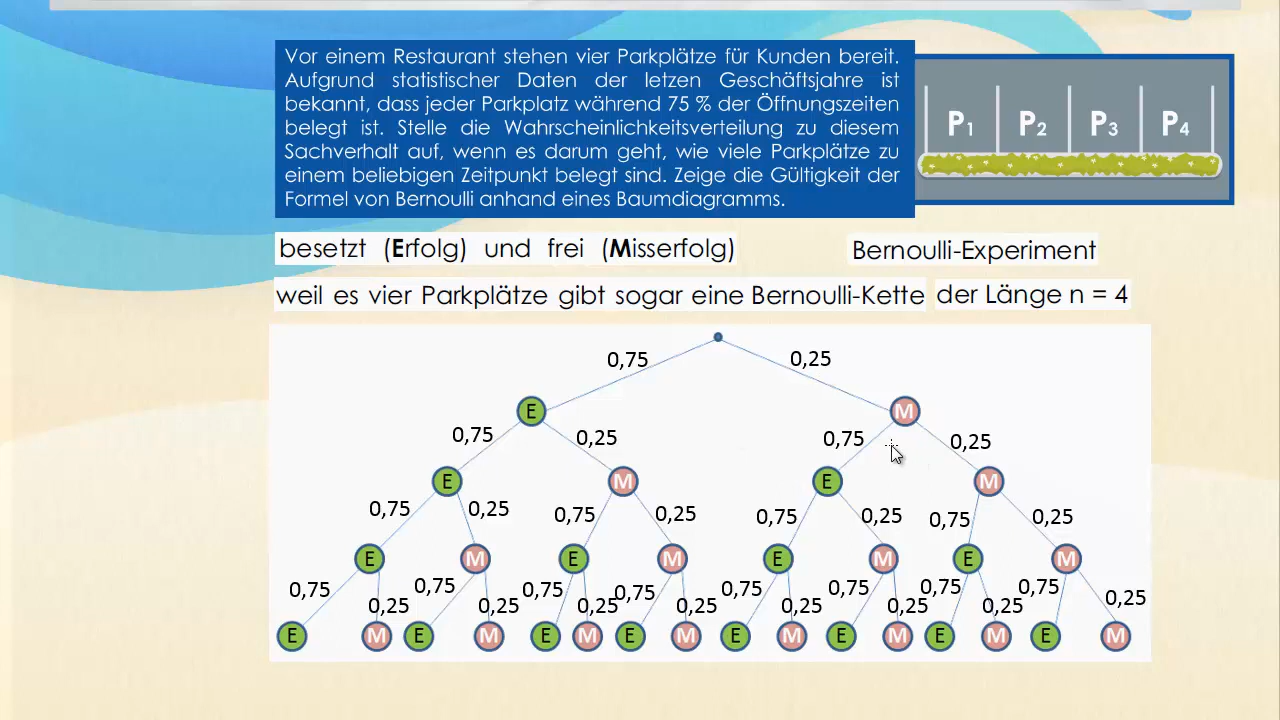 Vor einem Restaurant stehen vier Parkplätze für Kunden bereit.
Aufgrund statistischer Daten der letzen Geschäftsjahre ist
bekannt, dass jeder Parkplatz während 75 % der Öffnungszeiten
belegt ist. Stelle die Wahrscheinlichkeitsverteilung zu diesem
Sachverhalt auf, wenn es darum geht, wie viele Parkplätze zu
einem beliebigen Zeitpunkt belegt sind. Zeige die Gültigkeit der
Formel von Bernoulli anhand eines Baumdiagramms.
P1 P2 P3 P4
besetzt (Erfolg) und frei (Misserfolg)
Bernoulli-Experiment
weil es vier Parkplätze gibt sogar eine Bernoulli-Kette der Länge n = 4
0,75 0,25
E M
0,75 0,25 0,75 0,25
E M E M
0,75 0,25 0,75 0,25 0,75 0,25 0,75 0,25
E M E M E M E M
0,75 0,25 0,75 0,25 0,75 0,25 0,75 0,25 0,75 0,25 0,75 0,25 0,75 0,25 0,75 0,25
E M E M E M E M E M E M E M E M